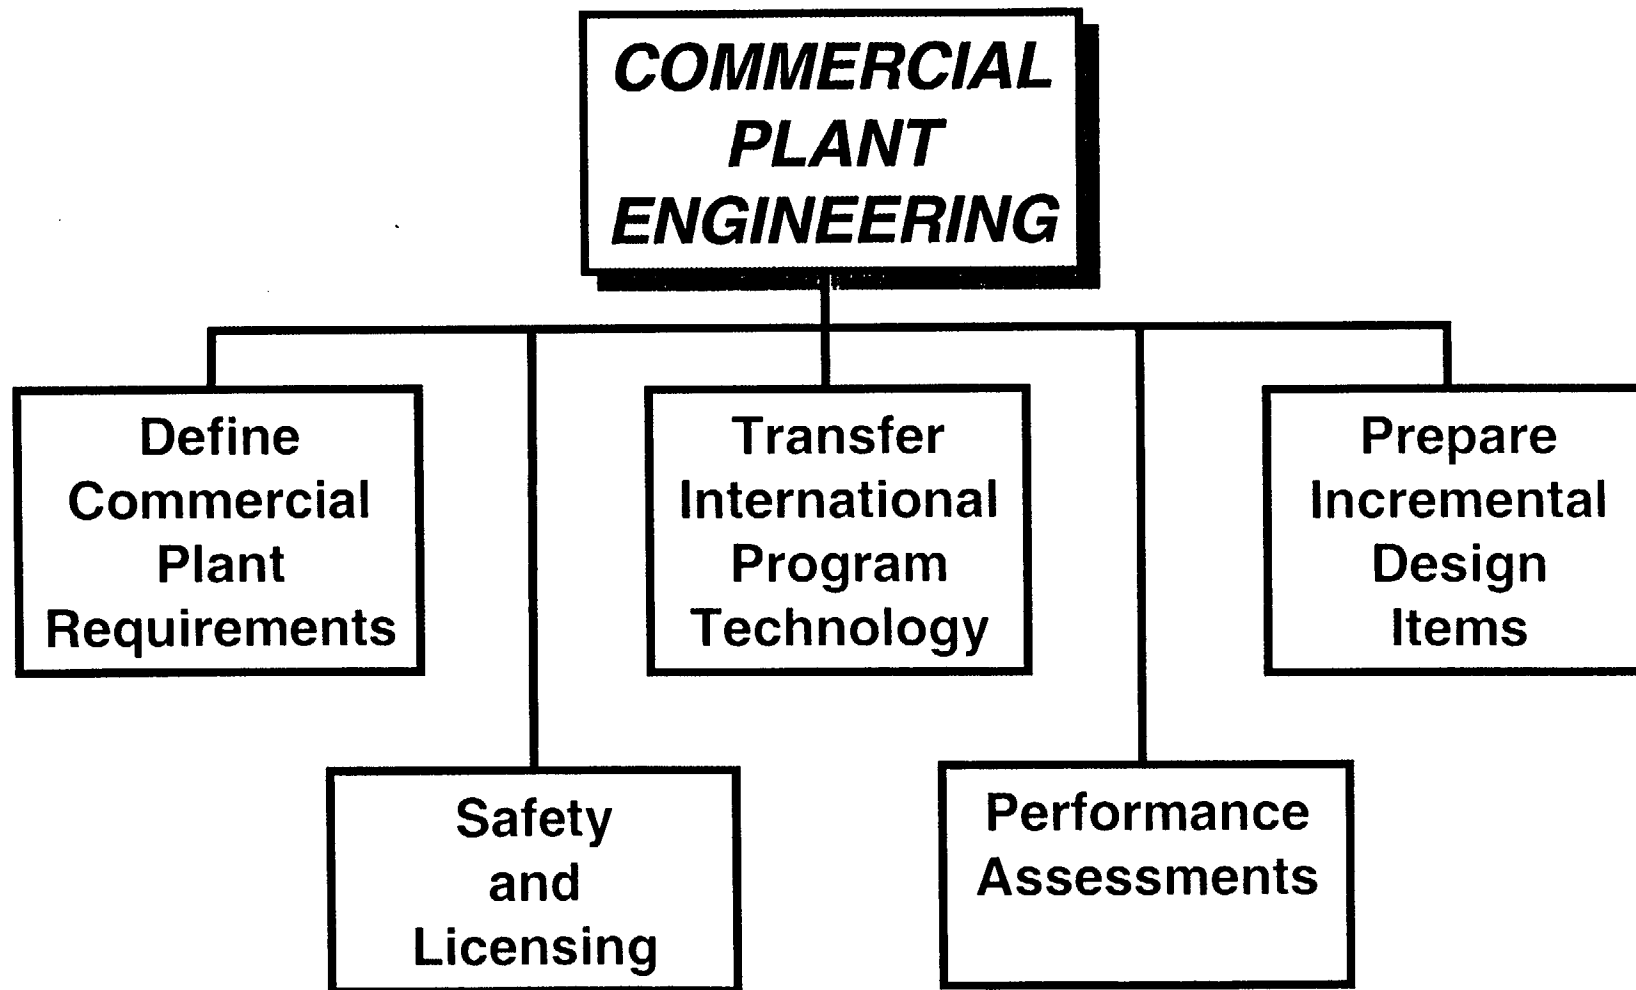 COMMERCIAL
PLANT
ENGINEERING
Define
Commercial
Plant
Requirements
Transfer
International
Program
Technology
Prepare
Incremental
Design
Items
Safety
and
Licensing
Performance
Assessments